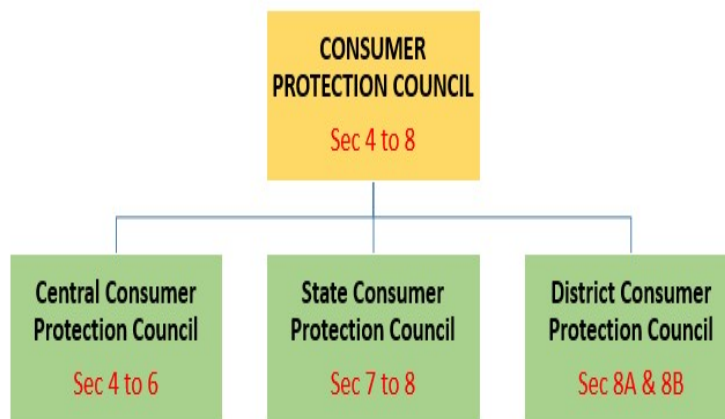 CONSUMER
PROTECTION COUNCIL
Sec 4 to 8
Central Consumer
Protection Council
Sec 4 to 6
State Consumer
Protection Council
Sec 7 to 8
District Consumer
Protection Council
Sec 8A & 8B